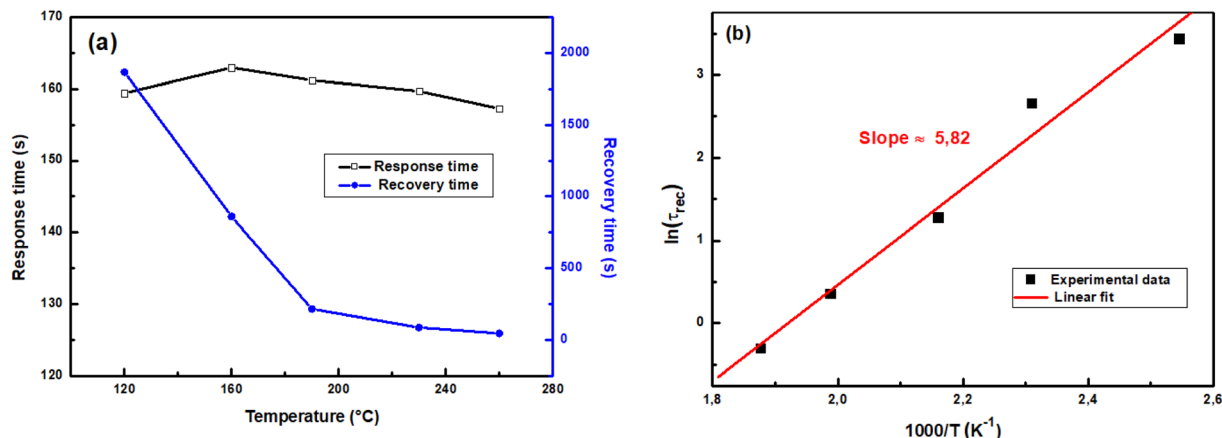 (a)
170
160
150
140
130
120
Response time (s)
120
160
200
240
280
Temperature (°C)
2000
1750
1000
500
250
0
Recovery time (s)
Response time
Recovery time
(b)
3
2
1
0
ln(τrec)
Slope ≈ 5,82
Experimental data
Linear fit
1,8
2,0
2,2
2,4
2,6
1000/T (K-1)